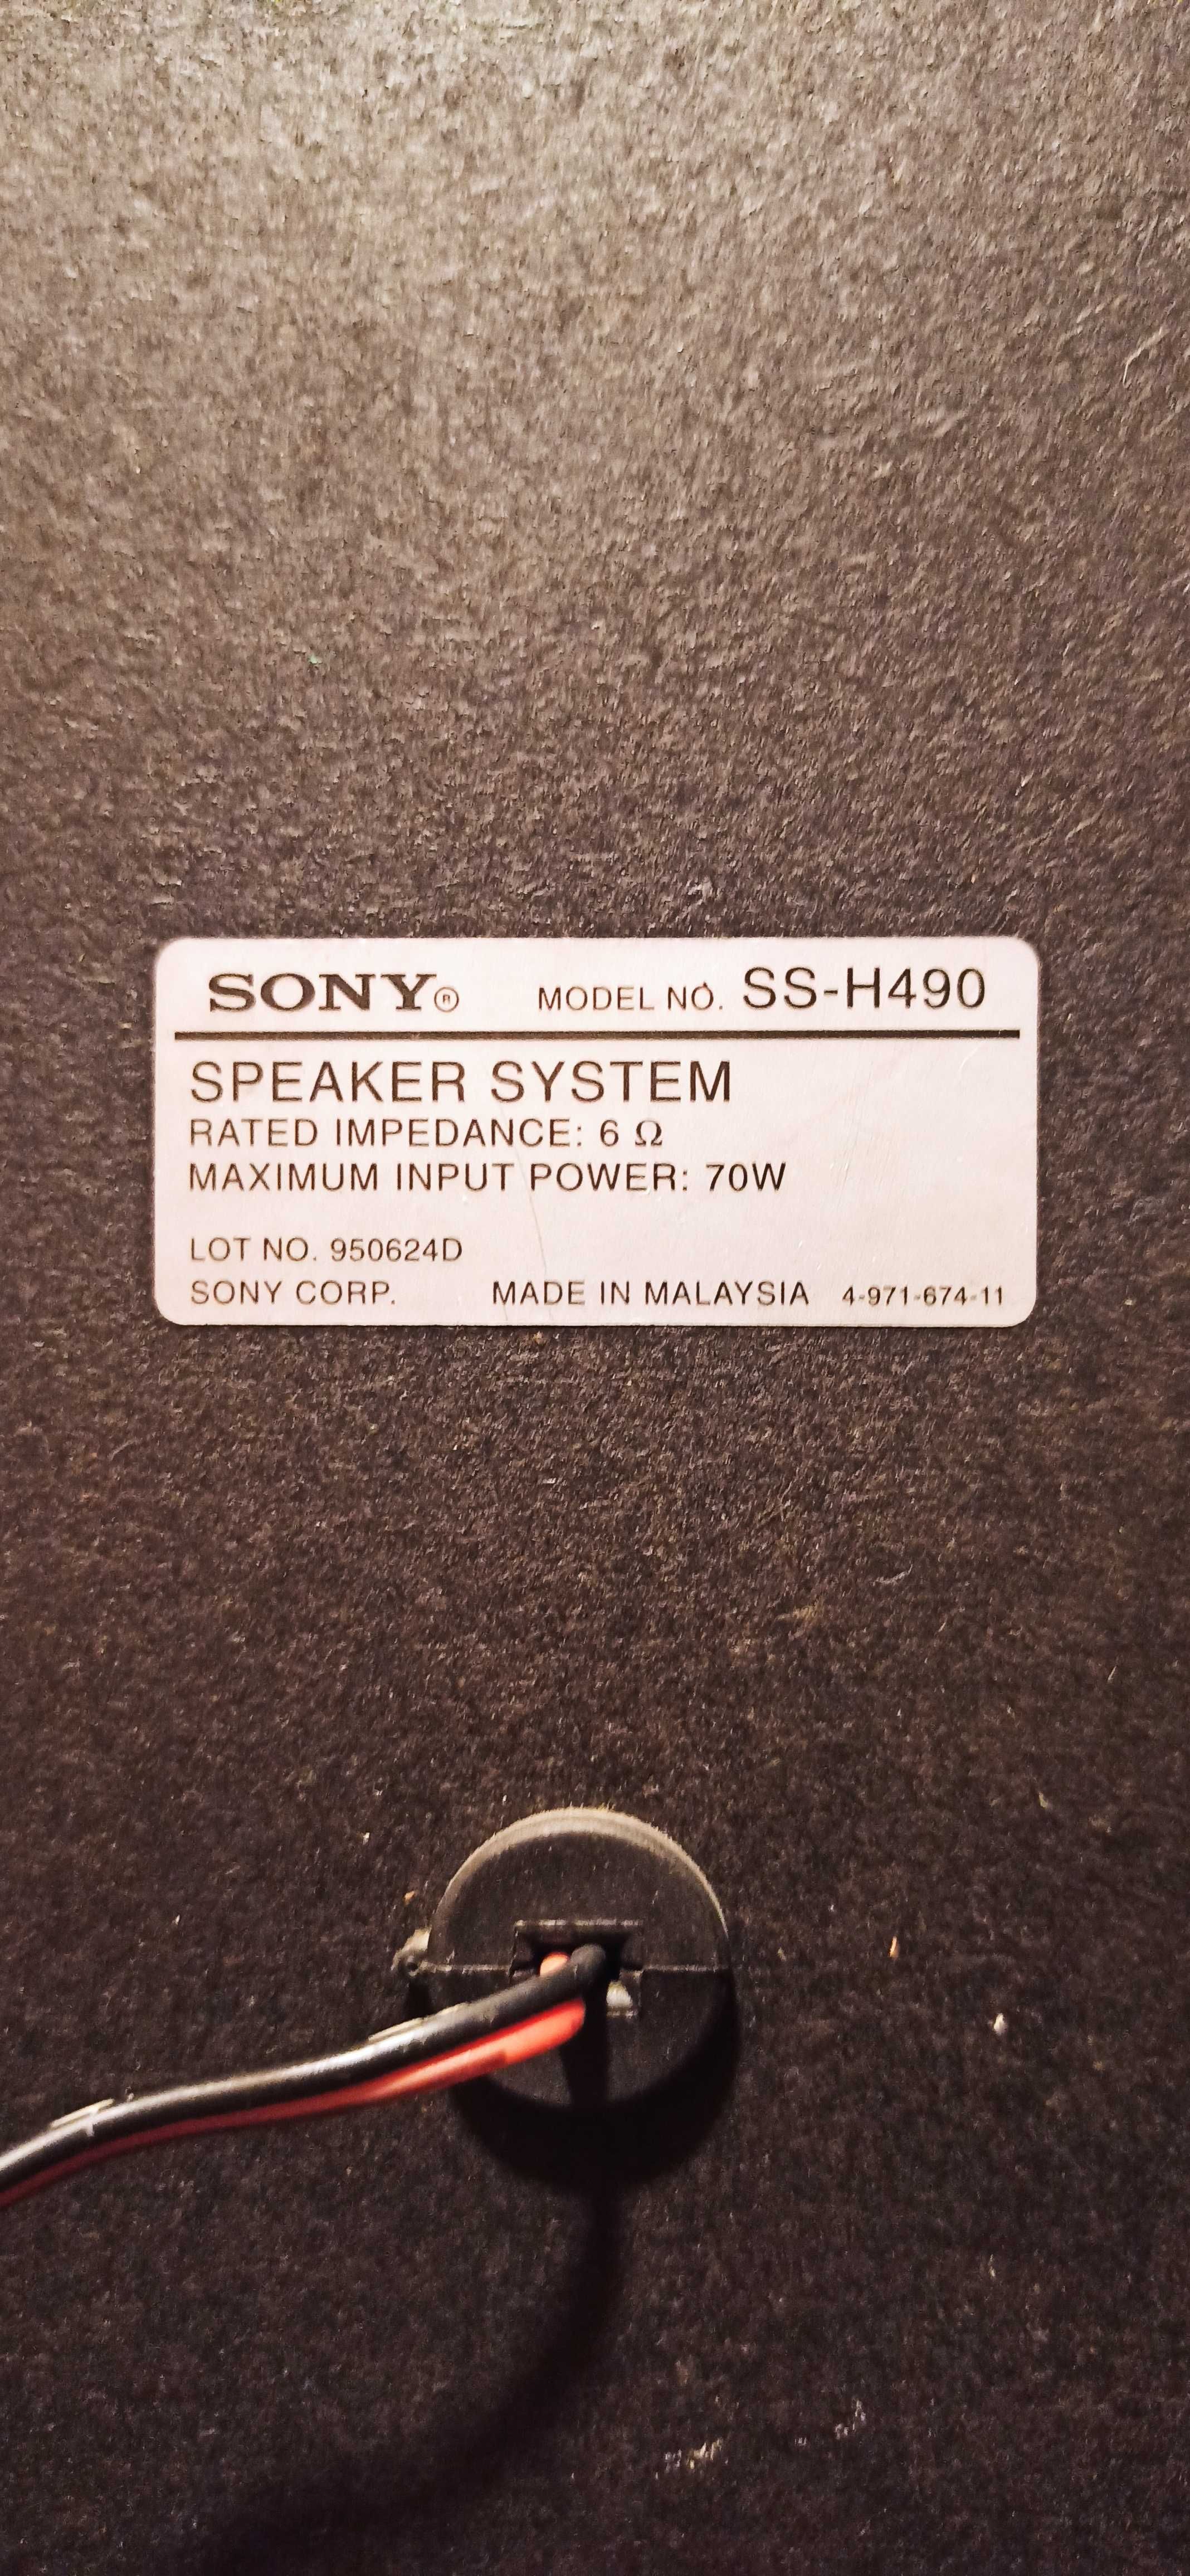 SONY® MODEL NO. SS-H490
SPEAKER SYSTEM
RATED IMPEDANCE: 6 Ω
MAXIMUM INPUT POWER: 70W
LOT NO. 950624D
SONY CORP. MADE IN MALAYSIA 4-971-674-11